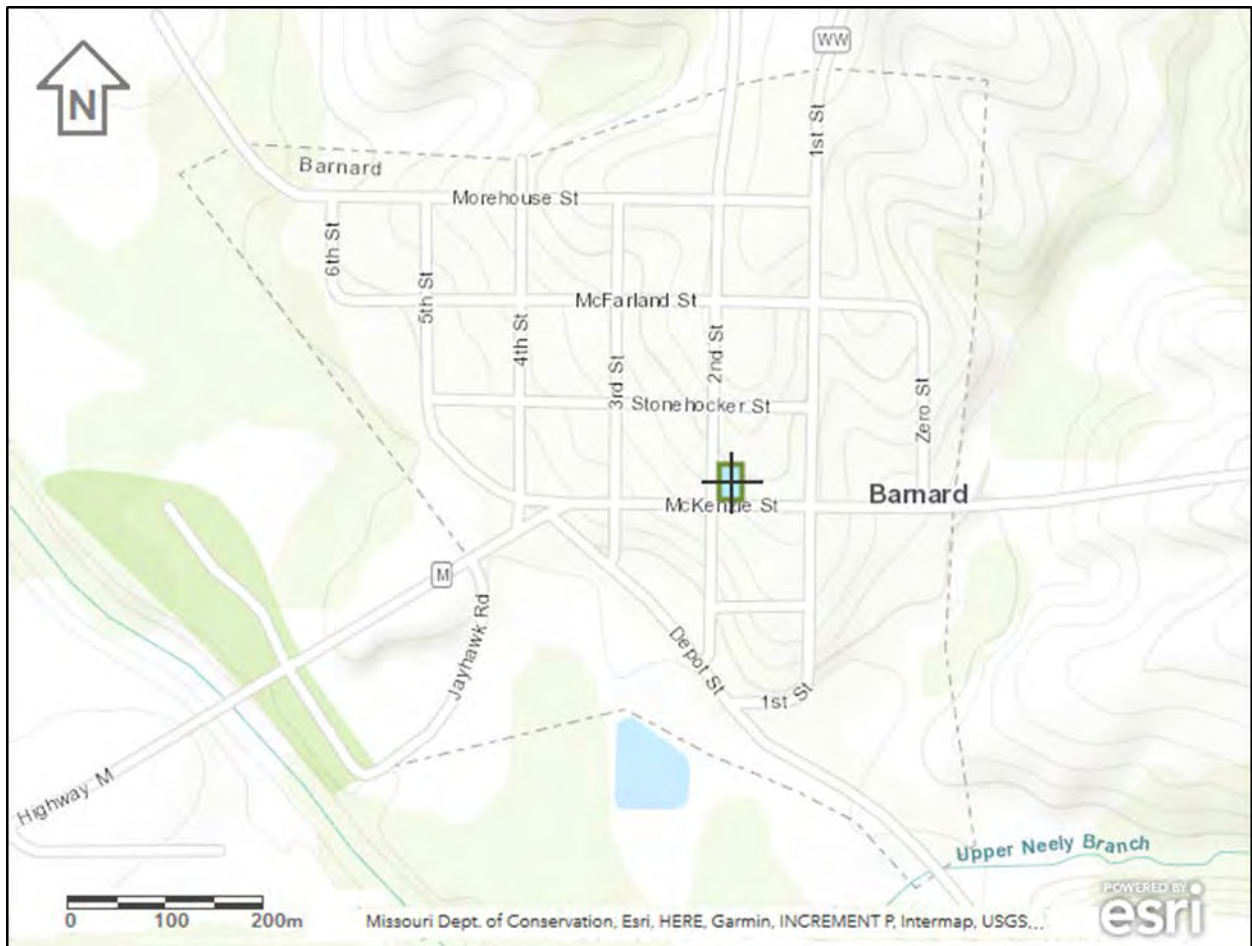 WW
N
1st St
Barnard
Morehouse St
6th St
5th St
McFarland St
4th St
2nd St
3rd St
Stonehocker St
Zero St
Barnard
McKenzie St
M
Jayhawk Rd
Depot St
1st St
Highway M
Upper Neely Branch
0 100 200m
Missouri Dept. of Conservation, Esri, HERE, Garmin, INCREMENT P, Intermap, USGS,...
POWERED BY
esri